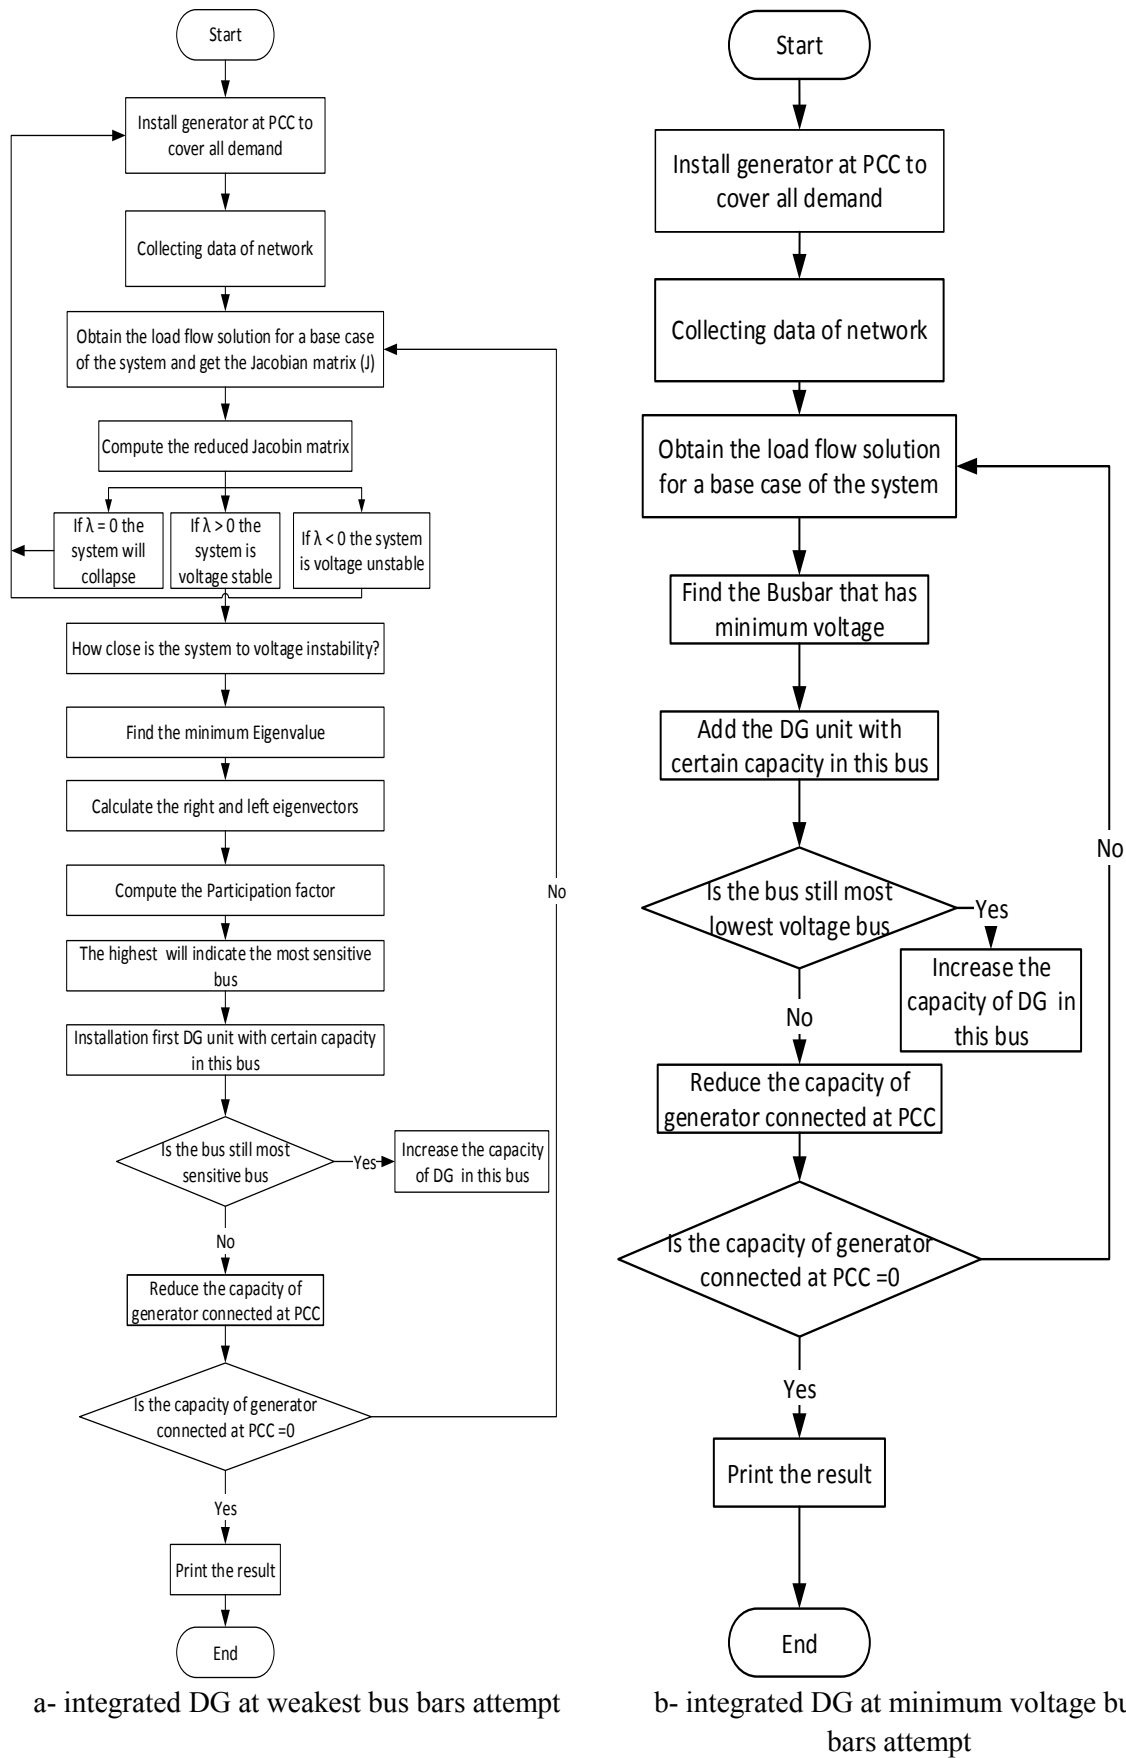 Start
Install generator at PCC to
cover all demand
Collecting data of network
Obtain the load flow solution for a base case
of the system and get the Jacobian matrix (J)
Compute the reduced Jacobin matrix
If λ = 0 the
system will
collapse
If λ > 0 the
system is
voltage stable
If λ < 0 the system
is voltage unstable
How close is the system to voltage instability?
Find the minimum Eigenvalue
Calculate the right and left eigenvectors
Compute the Participation factor
No
The highest will indicate the most sensitive
bus
Installation first DG unit with certain capacity
in this bus
Is the bus still most
sensitive bus
Yes
Increase the capacity
of DG in this bus
No
Reduce the capacity of
generator connected at PCC
Is the capacity of generator
connected at PCC =0
Yes
Print the result
End
a- integrated DG at weakest bus bars attempt
Start
Install generator at PCC to
cover all demand
Collecting data of network
Obtain the load flow solution
for a base case of the system
Find the Busbar that has
minimum voltage
Add the DG unit with
certain capacity in this bus
No
Is the bus still most
lowest voltage bus
Yes
Increase the
capacity of DG in
this bus
No
Reduce the capacity of
generator connected at PCC
Is the capacity of generator
connected at PCC =0
Yes
Print the result
End
b- integrated DG at minimum voltage bu
bars attempt